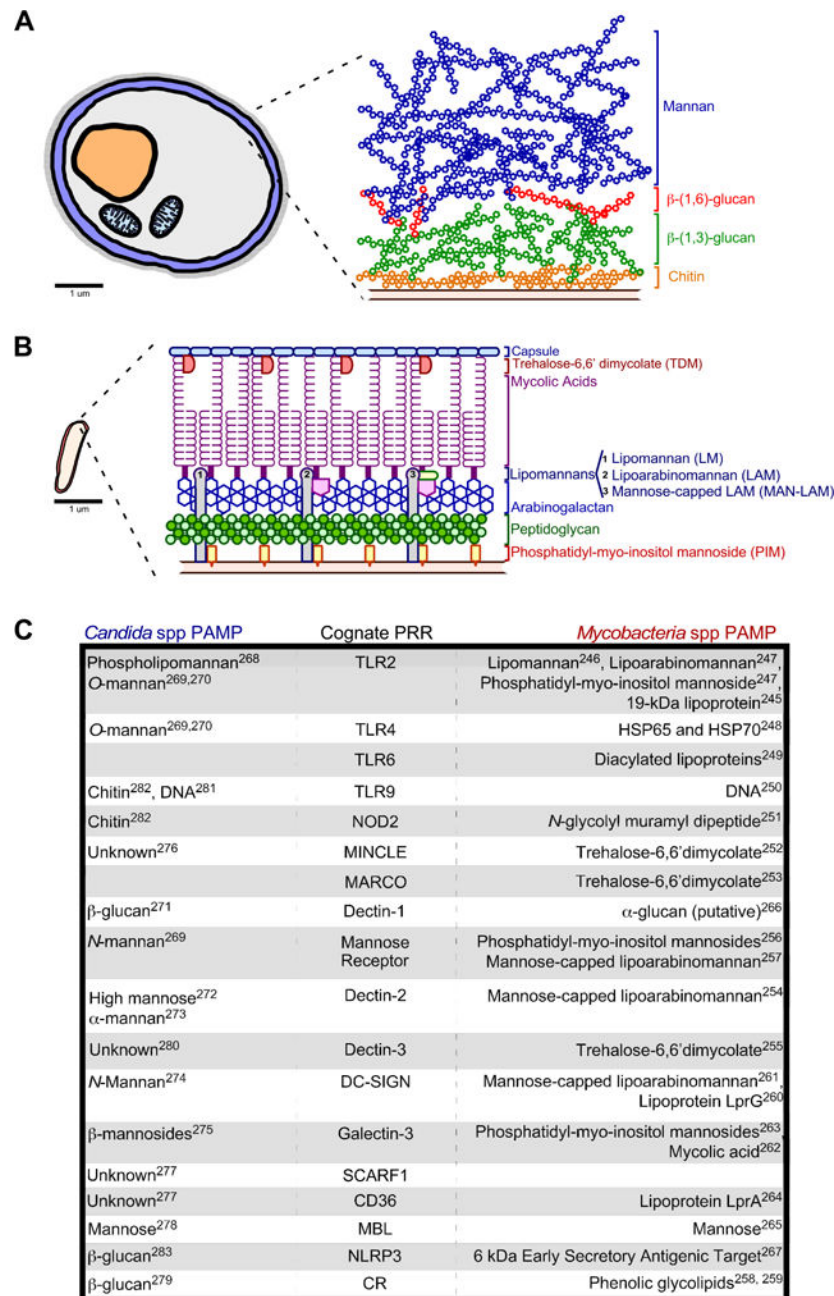 A
Mannan
β-(1,6)-glucan
β-(1,3)-glucan
Chitin
1 um
B
Capsule
Trehalose-6,6' dimycolate (TDM)
Mycolic Acids
1
2
3
Lipomannans
1 Lipomannan (LM)
2 Lipoarabinomannan (LAM)
3 Mannose-capped LAM (MAN-LAM)
Arabinogalactan
Peptidoglycan
Phosphatidyl-myo-inositol mannoside (PIM)
1 um
C
Candida spp PAMP Cognate PRR Mycobacteria spp PAMP
Phospholipomannan268 TLR2 Lipomannan246, Lipoarabinomannan247,
O-mannan269,270 Phosphatidyl-myo-inositol mannoside247,
19-kDa lipoprotein245
O-mannan269,270 TLR4 HSP65 and HSP70248
TLR6 Diacylated lipoproteins249
Chitin282, DNA281 TLR9 DNA250
Chitin282 NOD2 N-glycolyl muramyl dipeptide251
Unknown276 MINCLE Trehalose-6,6'dimycolate252
MARCO Trehalose-6,6'dimycolate253
β-glucan271 Dectin-1 α-glucan (putative)266
N-mannan269 Mannose Phosphatidyl-myo-inositol mannosides256
Receptor Mannose-capped lipoarabinomannan257
High mannose272 Dectin-2 Mannose-capped lipoarabinomannan254
α-mannan273
Unknown280 Dectin-3 Trehalose-6,6'dimycolate255
N-Mannan274 DC-SIGN Mannose-capped lipoarabinomannan261,
Lipoprotein LprG260
β-mannosides275 Galectin-3 Phosphatidyl-myo-inositol mannosides263,
Mycolic acid262
Unknown277 SCARF1
Unknown277 CD36 Lipoprotein LprA264
Mannose278 MBL Mannose265
β-glucan283 NLRP3 6 kDa Early Secretory Antigenic Target267
β-glucan279 CR Phenolic glycolipids258, 259